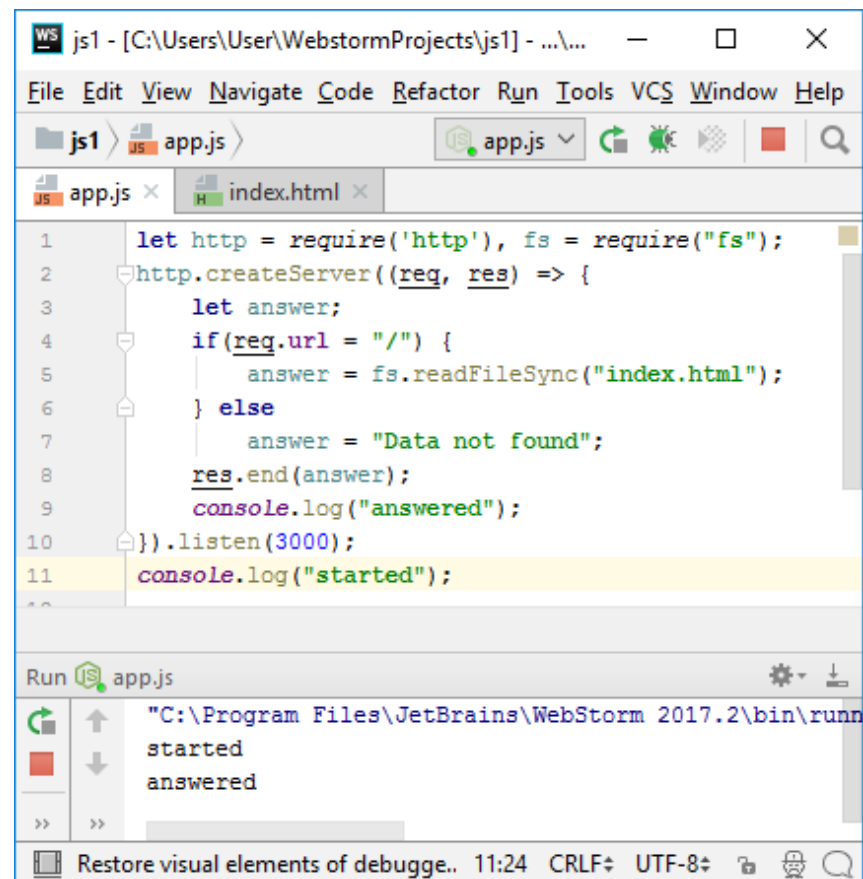 WS js1 - [C:\Users\User\WebstormProjects\js1] - ...\...
File Edit View Navigate Code Refactor Run Tools VCS Window Help
js1 JS app.js JS app.js
JS app.js H index.html
1 let http = require('http'), fs = require("fs");
2 http.createServer((req, res) => {
3 let answer;
4 if(req.url = "/") {
5 answer = fs.readFileSync("index.html");
6 } else
7 answer = "Data not found";
8 res.end(answer);
9 console.log("answered");
10 }).listen(3000);
11 console.log("started");
Run JS app.js
"C:\Program Files\JetBrains\WebStorm 2017.2\bin\runn
started
answered
>> >>
Restore visual elements of debugge.. 11:24 CRLF UTF-8